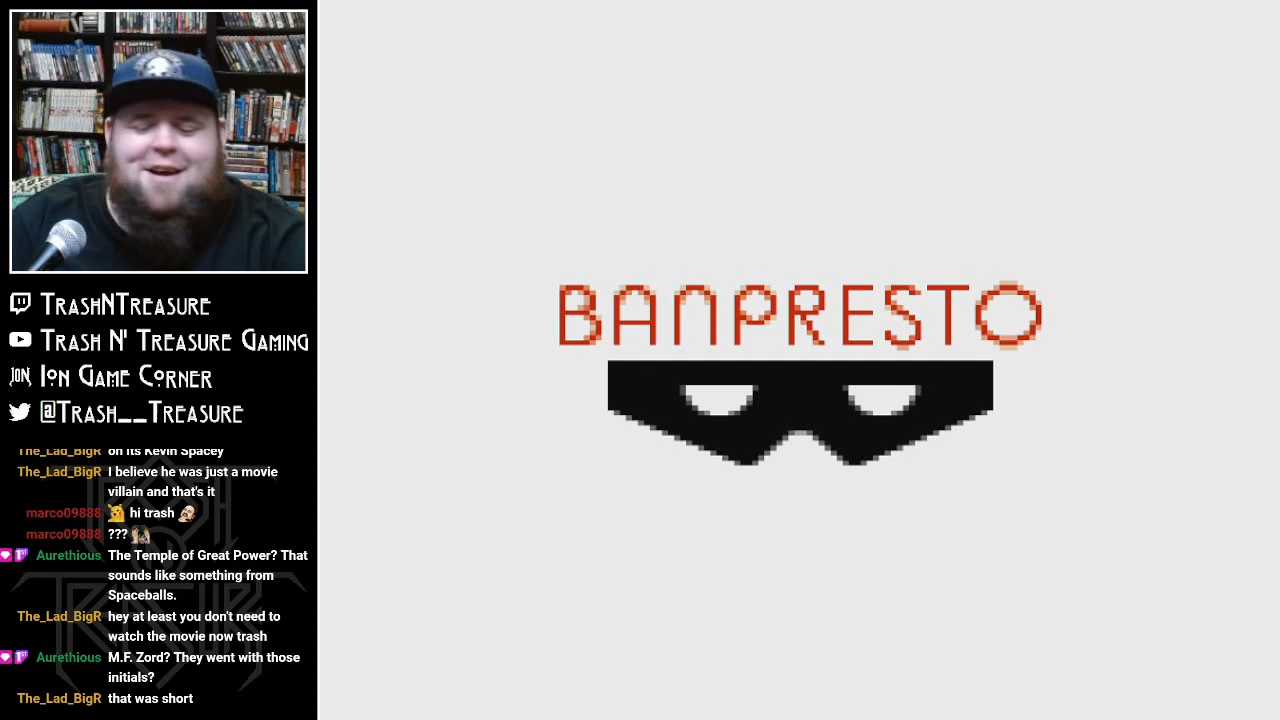 TrashNTreasure
Trash N' Treasure Gaming
Ion Game Corner
@Trash__Treasure
The_Lad_BigR on its Kevin Spacey
The_Lad_BigR I believe he was just a movie
villain and that's it
marco09888 hi trash
marco09888 ???
Aurethious The Temple of Great Power? That
sounds like something from
Spaceballs.
The_Lad_BigR hey at least you don't need to
watch the movie now trash
Aurethious M.F. Zord? They went with those
initials?
The_Lad_BigR that was short
BANPRESTO